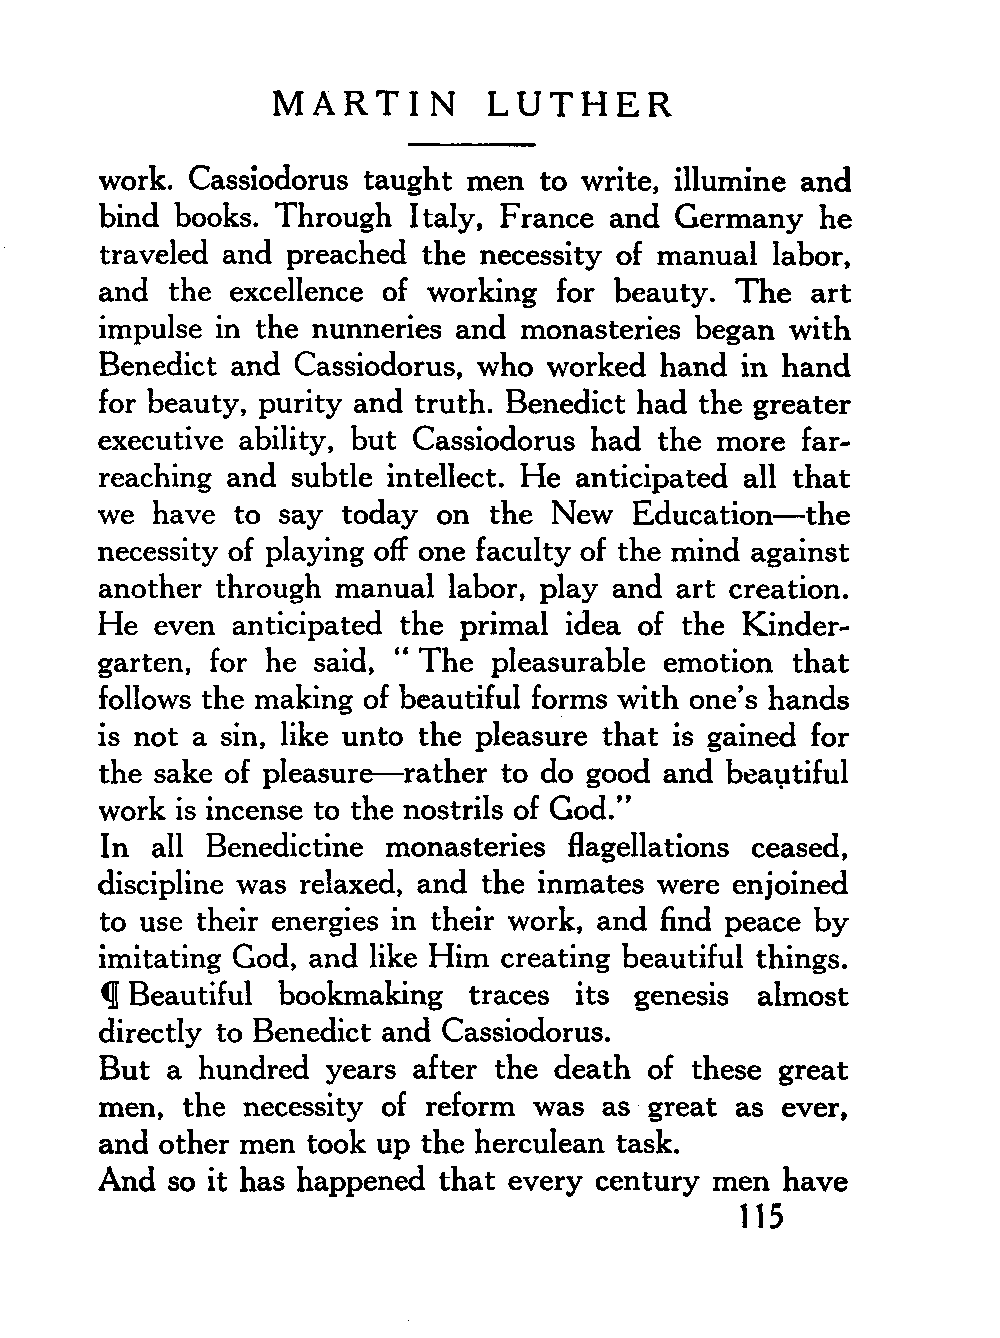 MARTIN LUTHER
work. Cassiodorus taught men to write, illumine and
bind books. Through Italy, France and Germany he
traveled and preached the necessity of manual labor,
and the excellence of working for beauty. The art
impulse in the nunneries and monasteries began with
Benedict and Cassiodorus, who worked hand in hand
for beauty, purity and truth. Benedict had the greater
executive ability, but Cassiodorus had the more far-
reaching and subtle intellect. He anticipated all that
we have to say today on the New Education—the
necessity of playing off one faculty of the mind against
another through manual labor, play and art creation.
He even anticipated the primal idea of the Kinder-
garten, for he said, “ The pleasurable emotion that
follows the making of beautiful forms with one's hands
is not a sin, like unto the pleasure that is gained for
the sake of pleasure—rather to do good and beautiful
work is incense to the nostrils of God.”
In all Benedictine monasteries flagellations ceased,
discipline was relaxed, and the inmates were enjoined
to use their energies in their work, and find peace by
imitating God, and like Him creating beautiful things.
¶ Beautiful bookmaking traces its genesis almost
directly to Benedict and Cassiodorus.
But a hundred years after the death of these great
men, the necessity of reform was as great as ever,
and other men took up the herculean task.
And so it has happened that every century men have
115